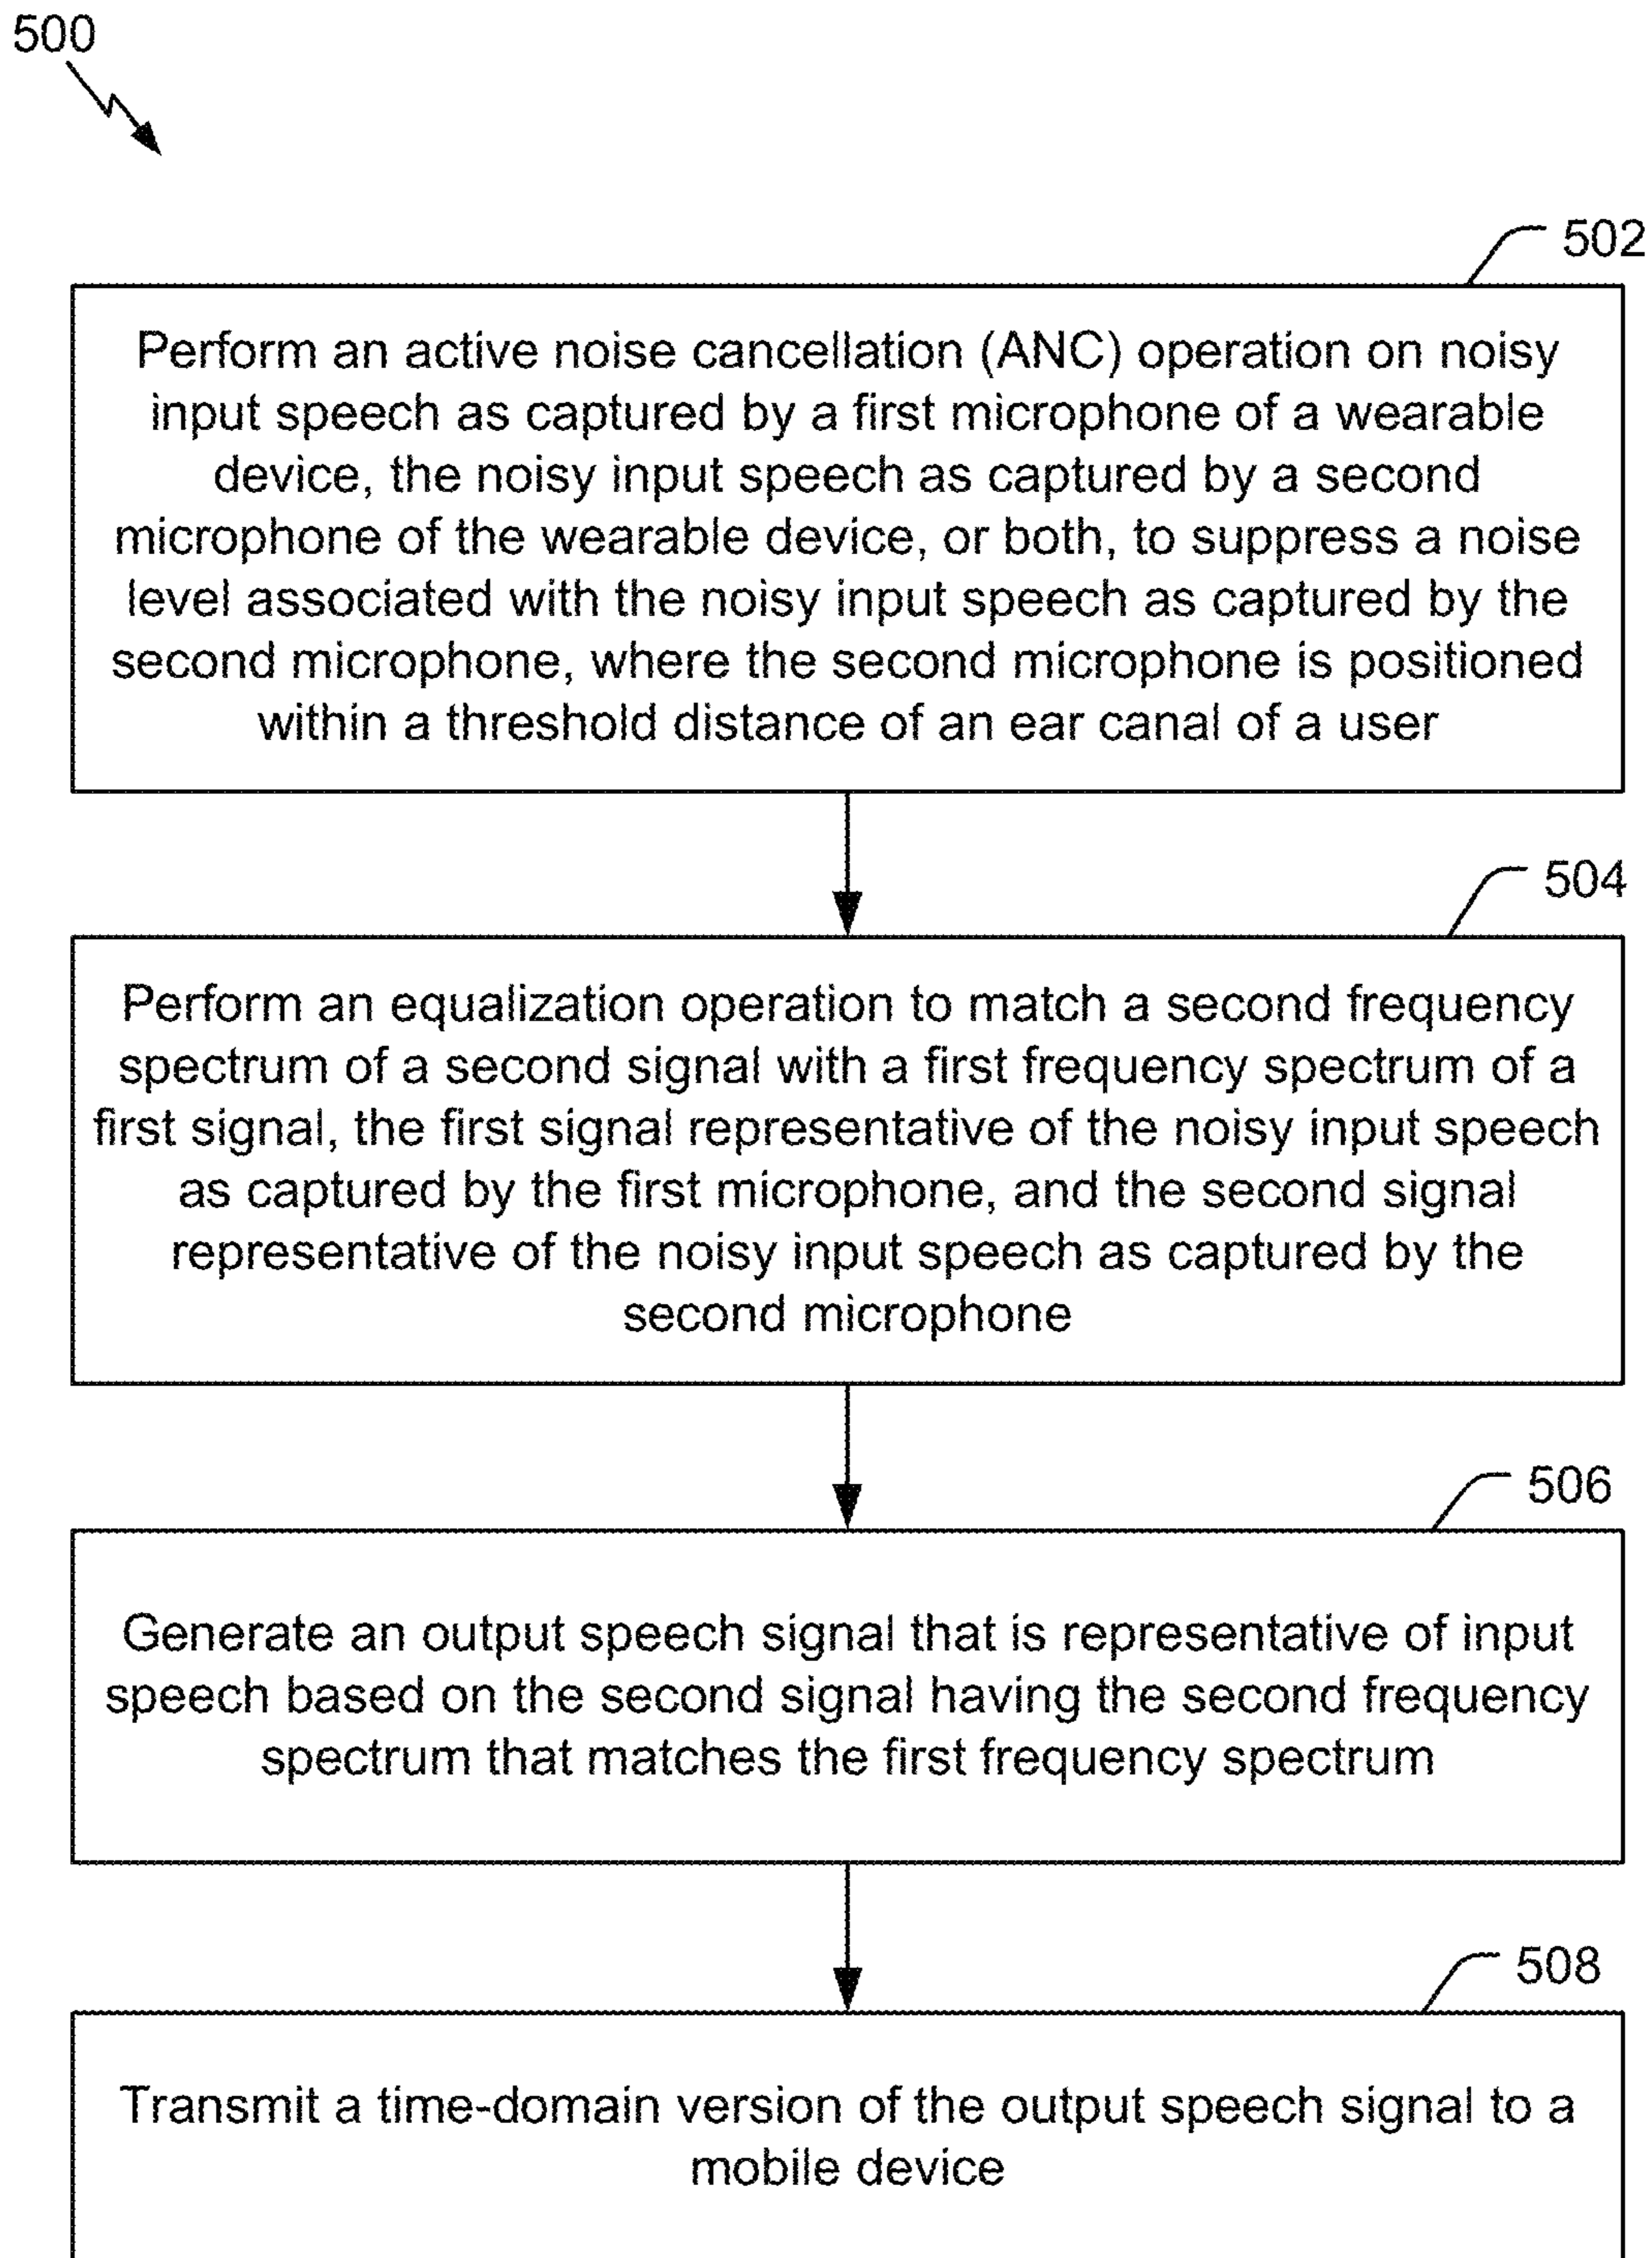 500
502
Perform an active noise cancellation (ANC) operation on noisy
input speech as captured by a first microphone of a wearable
device, the noisy input speech as captured by a second
microphone of the wearable device, or both, to suppress a noise
level associated with the noisy input speech as captured by the
second microphone, where the second microphone is positioned
within a threshold distance of an ear canal of a user
504
Perform an equalization operation to match a second frequency
spectrum of a second signal with a first frequency spectrum of a
first signal, the first signal representative of the noisy input speech
as captured by the first microphone, and the second signal
representative of the noisy input speech as captured by the
second microphone
506
Generate an output speech signal that is representative of input
speech based on the second signal having the second frequency
spectrum that matches the first frequency spectrum
508
Transmit a time-domain version of the output speech signal to a
mobile device